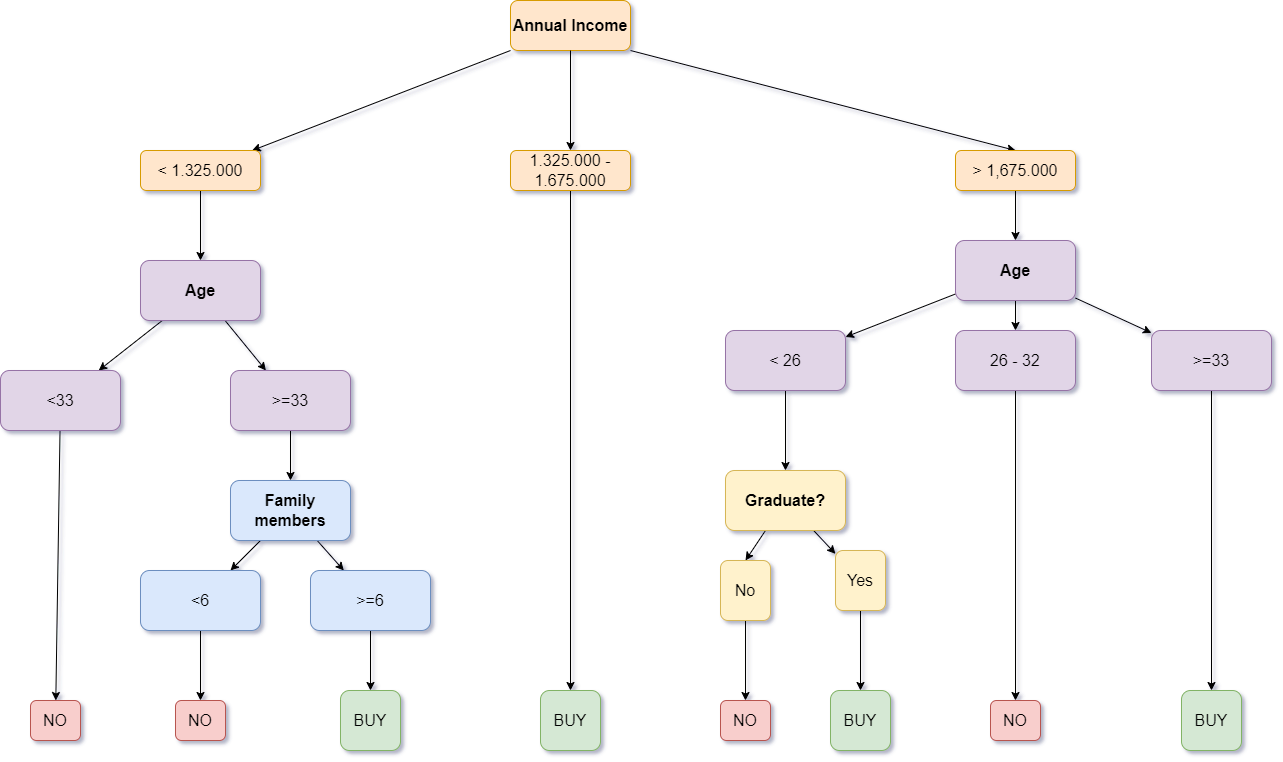 Annual Income
< 1.325.000
1.325.000 -
1.675.000
> 1,675.000
Age
Age
< 26
26 - 32
>=33
<33
>=33
Family
members
Graduate?
<6
>=6
No
Yes
NO
NO
BUY
BUY
NO
BUY
NO
BUY